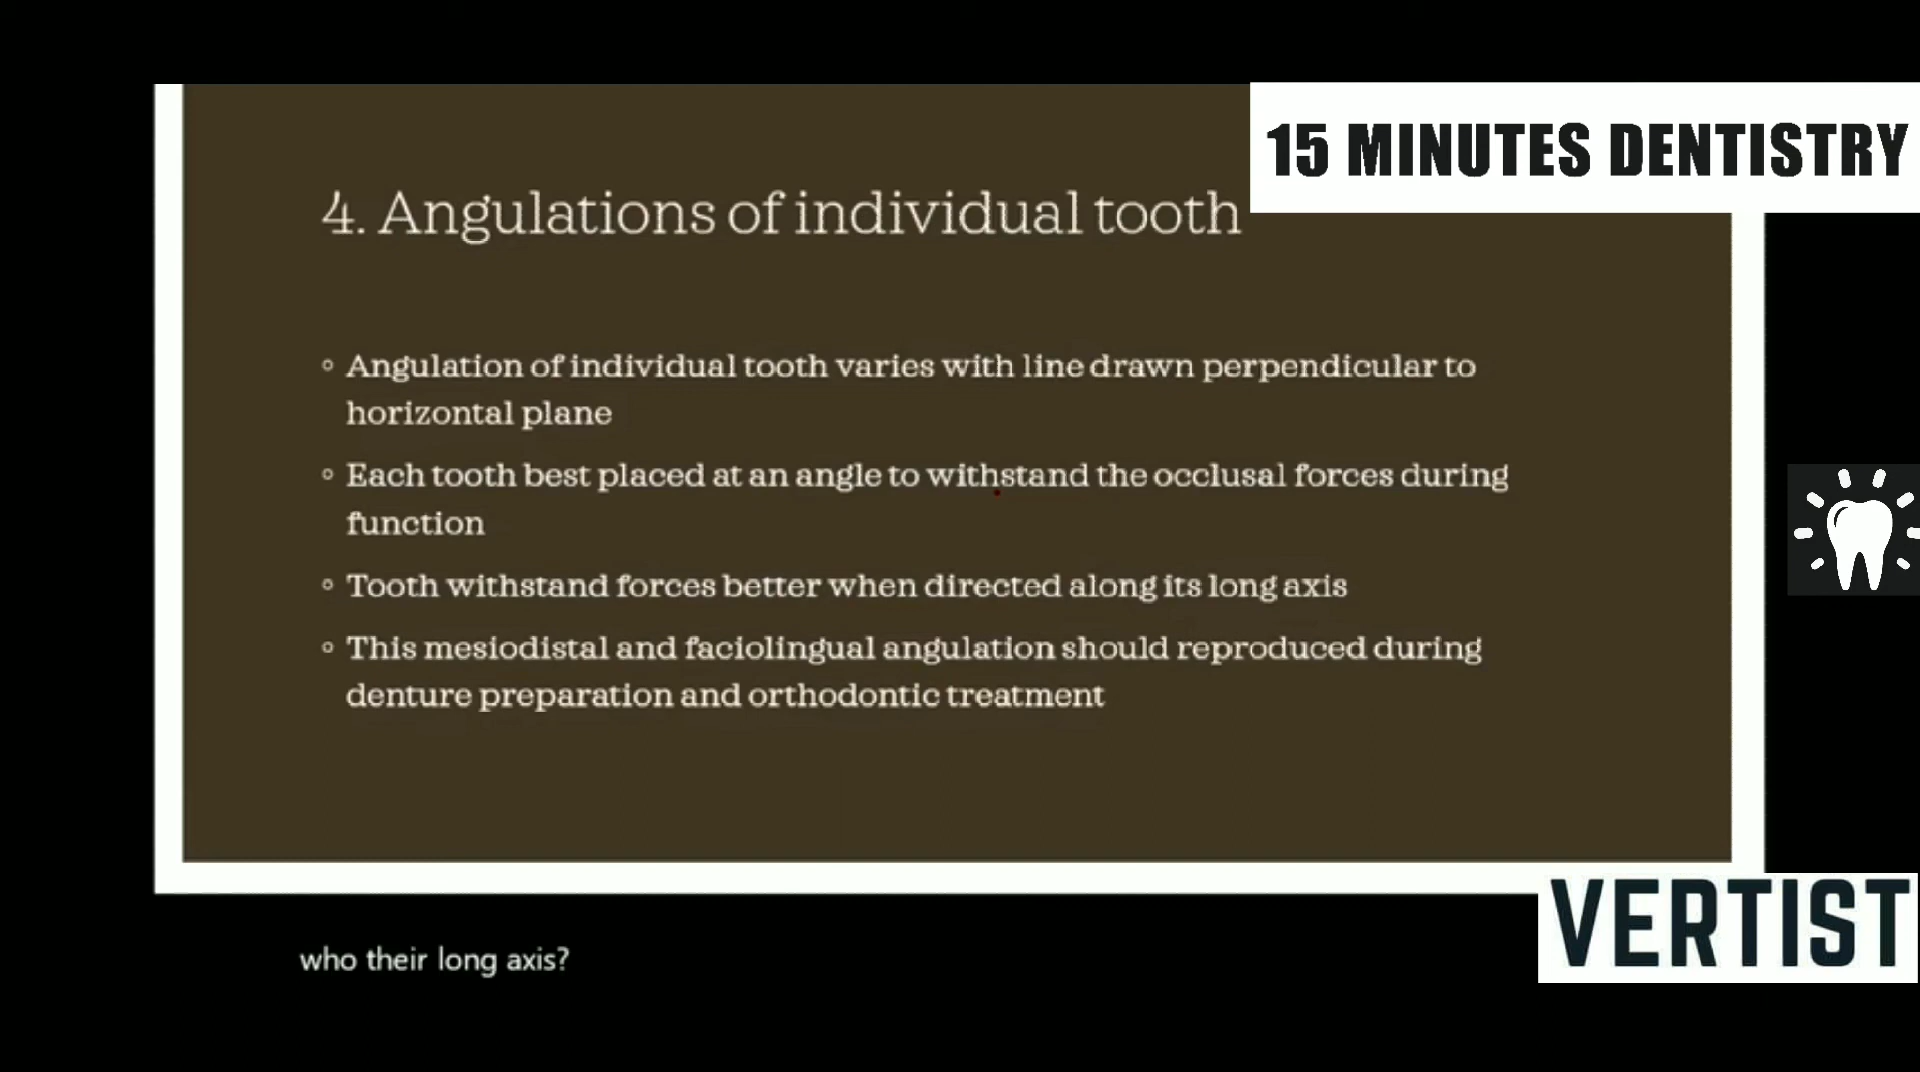 15 MINUTES DENTISTRY
4. Angulations of individual tooth
Angulation of individual tooth varies with line drawn perpendicular to
horizontal plane
Each tooth best placed at an angle to withstand the occlusal forces during
function
Tooth withstand forces better when directed along its long axis
This mesiodistal and faciolingual angulation should reproduced during
denture preparation and orthodontic treatment
VERTIST
who their long axis?